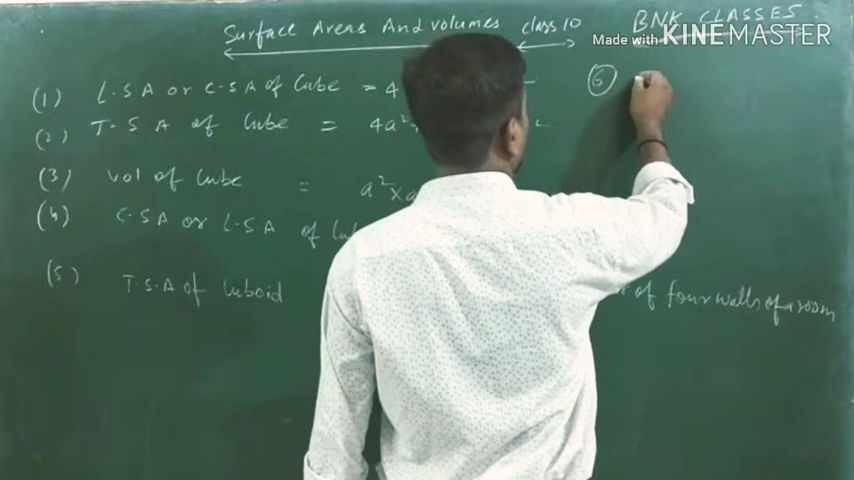 Surface Areas And volumes class 10
BNK CLASSES
Made with KINEMASTER
(1) L.S A or C.S A of Cube = 4
(2) T.S A of Cube = 4a²
(3) Vol of Cube = a² x a
(4) C.SA or L.SA of Cub
(5) T.S.A of Cuboid
of four walls of a room
6